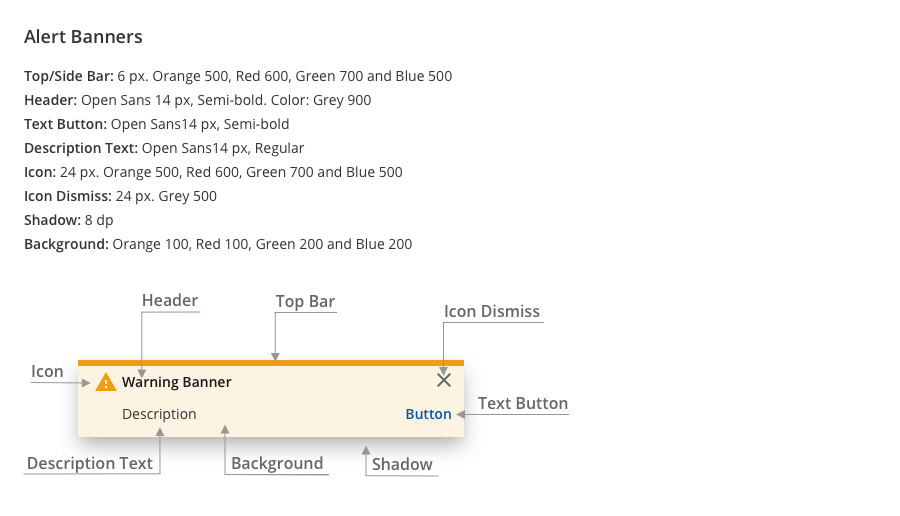 Alert Banners
Top/Side Bar: 6 px. Orange 500, Red 600, Green 700 and Blue 500
Header: Open Sans 14 px, Semi-bold. Color: Grey 900
Text Button: Open Sans14 px, Semi-bold
Description Text: Open Sans14 px, Regular
Icon: 24 px. Orange 500, Red 600, Green 700 and Blue 500
Icon Dismiss: 24 px. Grey 500
Shadow: 8 dp
Background: Orange 100, Red 100, Green 200 and Blue 200
Header
Top Bar
Icon Dismiss
Icon
Warning Banner
Text Button
Description
Button
Description Text
Background
Shadow